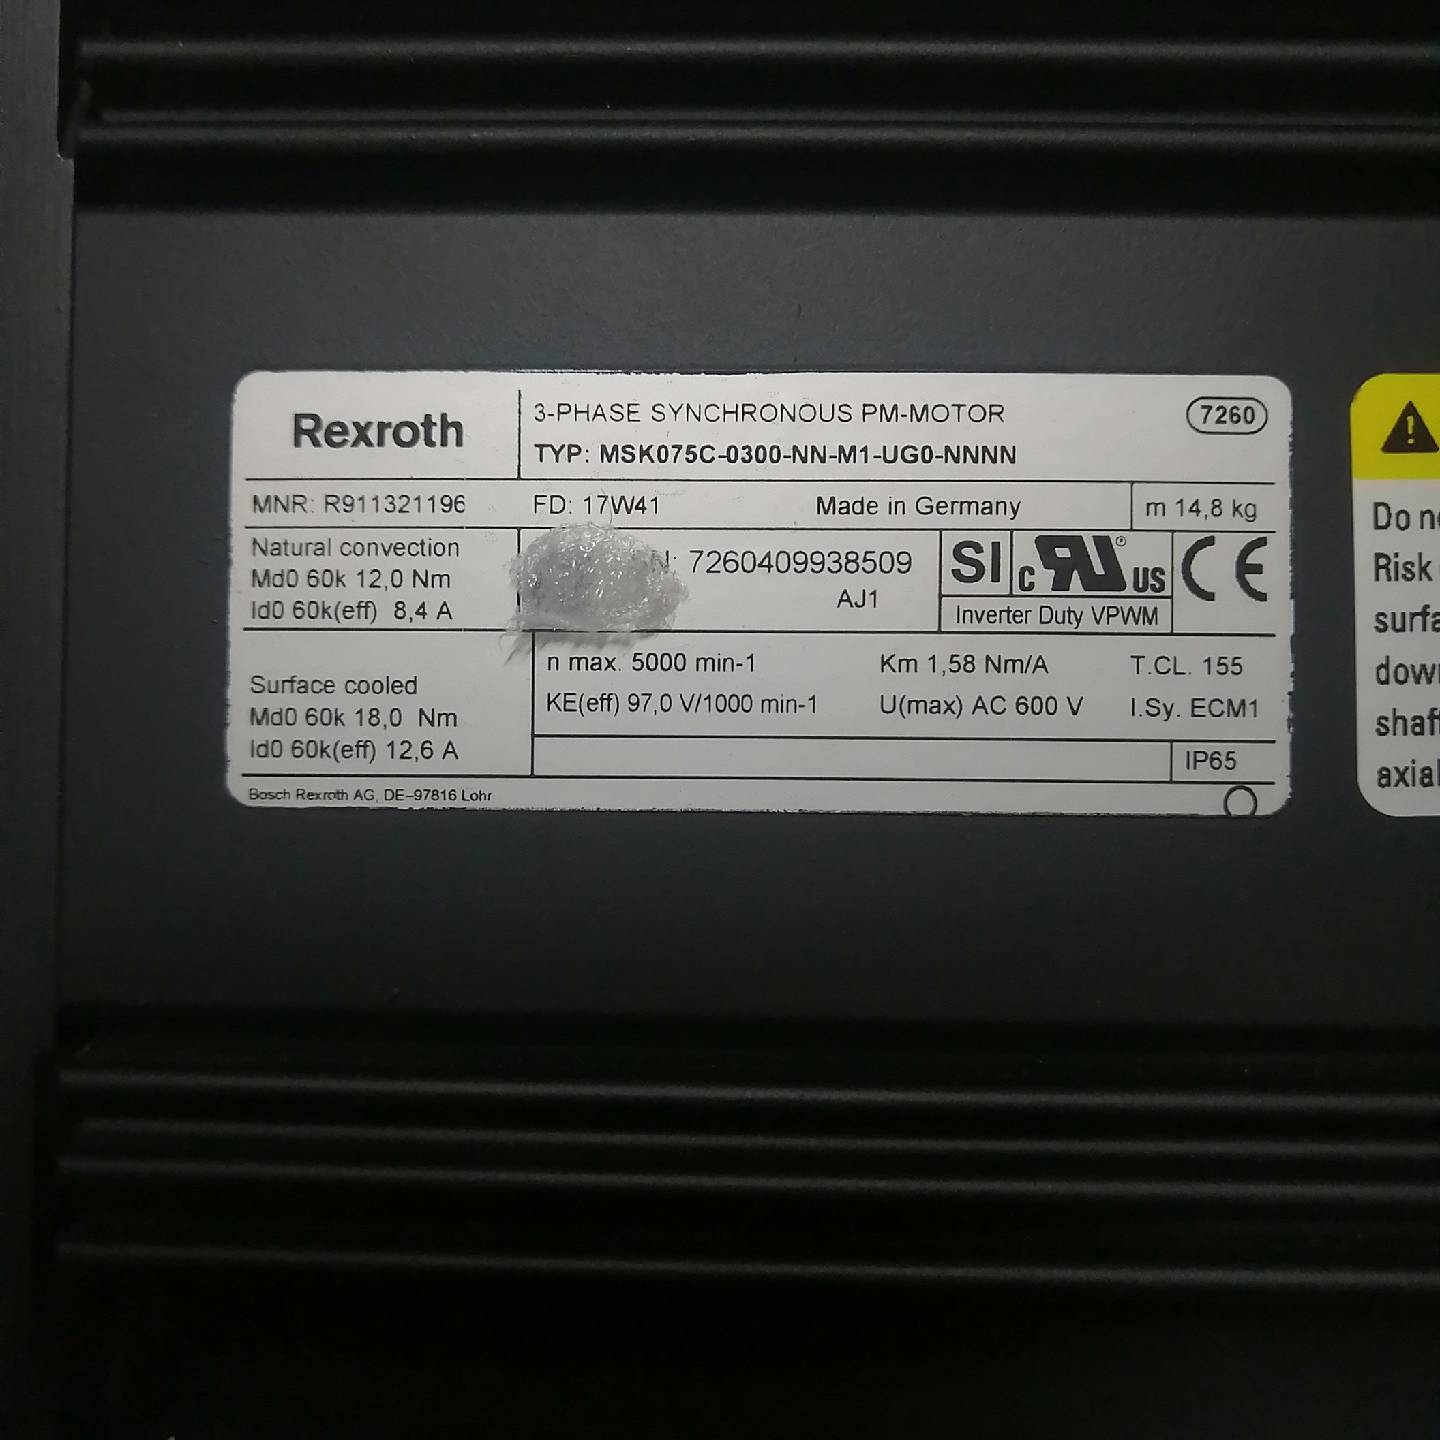 Rexroth
3-PHASE SYNCHRONOUS PM-MOTOR
7260
TYP: MSK075C-0300-NN-M1-UG0-NNNN
MNR: R911321196 FD: 17W41 Made in Germany m 14,8 kg
Natural convection
Md0 60k 12,0 Nm
Id0 60k(eff) 8,4 A
N: 7260409938509
AJ1
SI
c RU® US
CE
Inverter Duty VPWM
Surface cooled
Md0 60k 18,0 Nm
Id0 60k(eff) 12,6 A
n max. 5000 min-1 Km 1,58 Nm/A T.CL. 155
KE(eff) 97,0 V/1000 min-1 U(max) AC 600 V I.Sy. ECM1
IP65
Bosch Rexroth AG, DE-97816 Lohr
!
Do
Risk